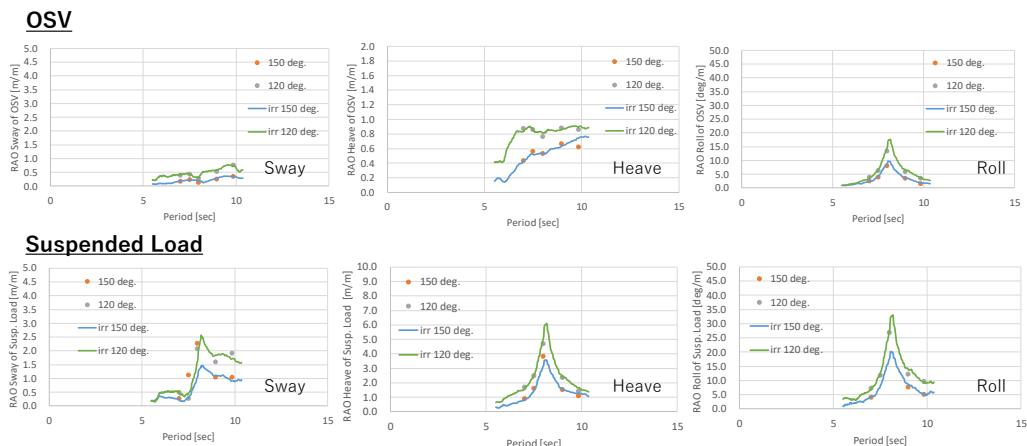 OSV
RAO Sway of OSV [m/m]
5.0
4.5
4.0
3.5
3.0
2.5
2.0
1.5
1.0
0.5
0.0
0
5
10
15
Period [sec]
150 deg.
120 deg.
irr 150 deg.
irr 120 deg.
Sway
RAO Heave of OSV [m/m]
2.0
1.8
1.6
1.4
1.2
1.0
0.8
0.6
0.4
0.2
0.0
0
5
10
15
Period [sec]
150 deg.
120 deg.
irr 150 deg.
irr 120 deg.
Heave
RAO Roll of OSV [deg/m]
50.0
45.0
40.0
35.0
30.0
25.0
20.0
15.0
10.0
5.0
0.0
0
5
10
15
Period [sec]
150 deg.
120 deg.
irr 150 deg.
irr 120 deg.
Roll
Suspended Load
RAO Sway of Susp. Load [m/m]
5.0
4.5
4.0
3.5
3.0
2.5
2.0
1.5
1.0
0.5
0.0
0
5
10
15
Period [sec]
150 deg.
120 deg.
irr 150 deg.
irr 120 deg.
Sway
RAO Heave of Susp. Load [m/m]
10.0
9.0
8.0
7.0
6.0
5.0
4.0
3.0
2.0
1.0
0.0
0
5
10
15
Period [sec]
150 deg.
120 deg.
irr 150 deg.
irr 120 deg.
Heave
RAO Roll of Susp. Load [deg/m]
50.0
45.0
40.0
35.0
30.0
25.0
20.0
15.0
10.0
5.0
0.0
0
5
10
15
Period [sec]
150 deg.
120 deg.
irr 150 deg.
irr 120 deg.
Roll